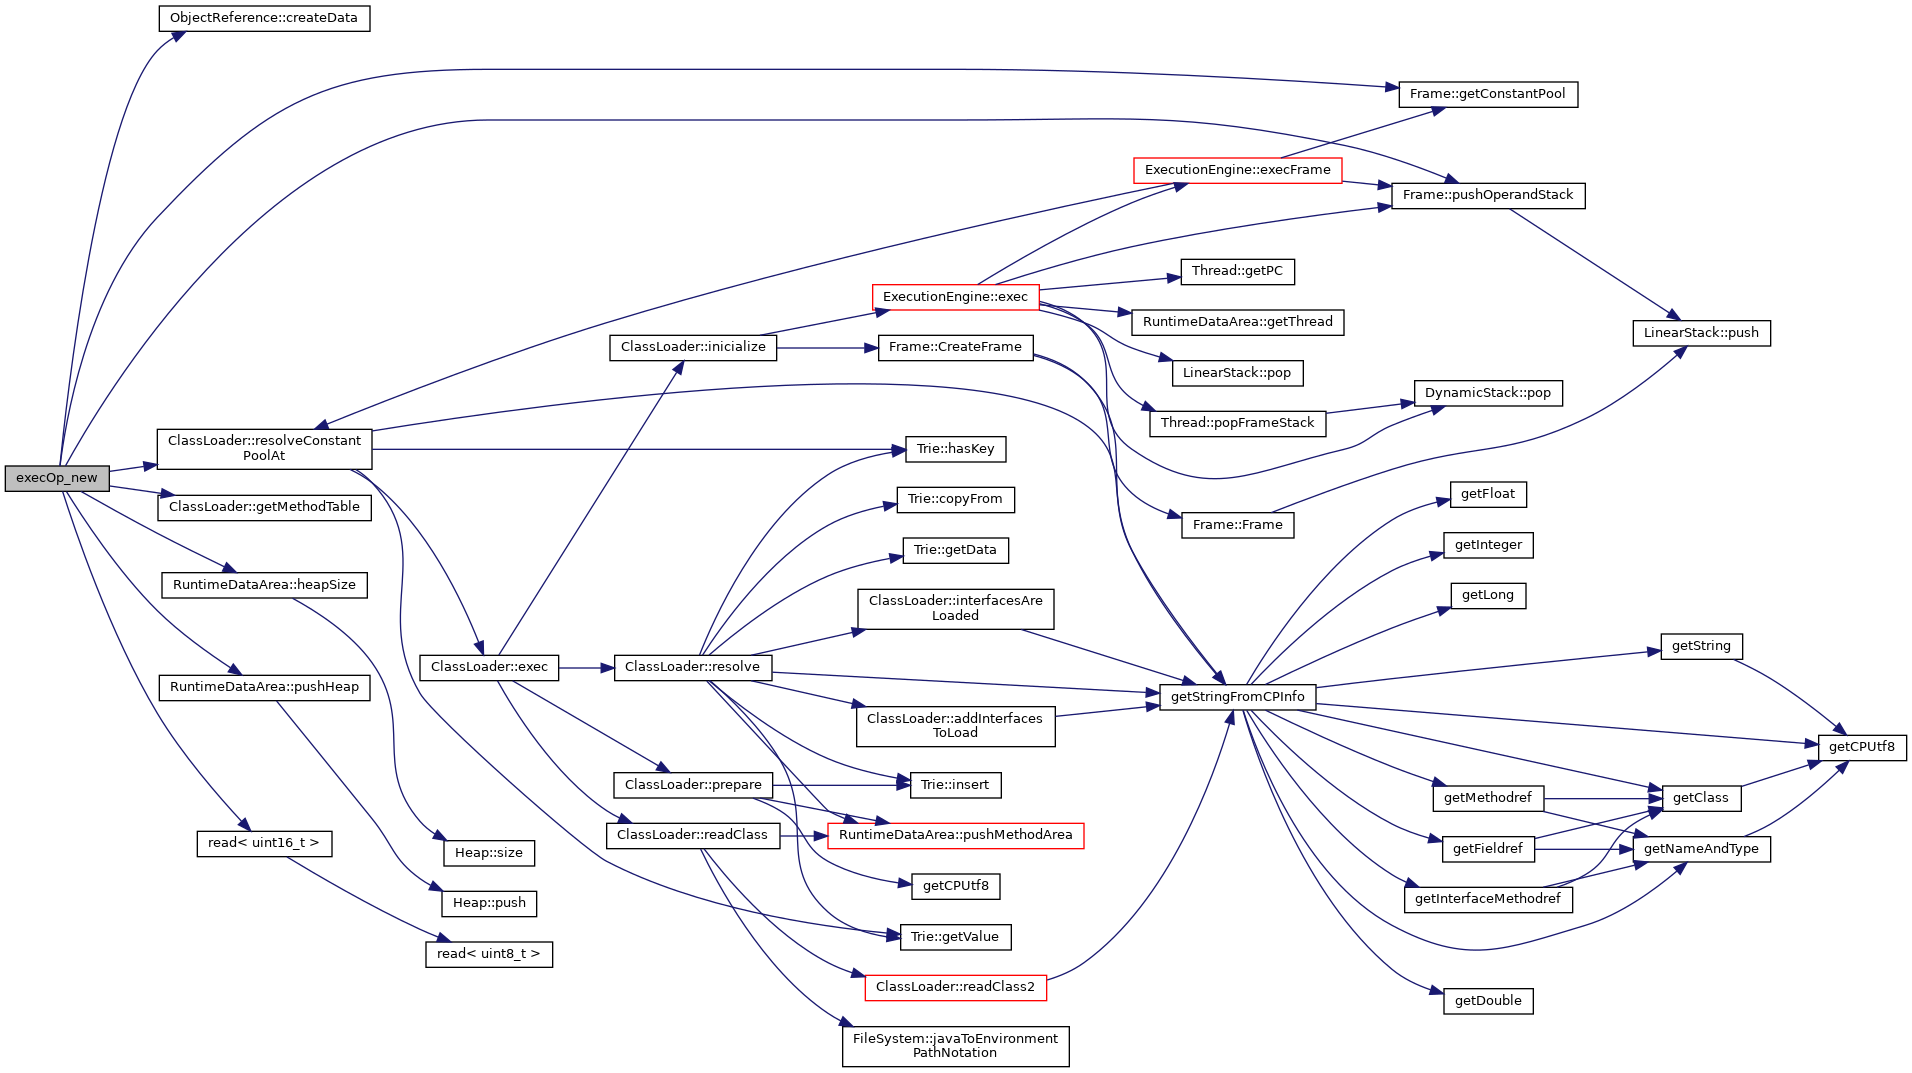 ObjectReference::createData
Frame::getConstantPool
ExecutionEngine::execFrame
Frame::pushOperandStack
Thread::getPC
ExecutionEngine::exec
RuntimeDataArea::getThread
LinearStack::push
ClassLoader::inicialize
Frame::CreateFrame
LinearStack::pop
DynamicStack::pop
Thread::popFrameStack
ClassLoader::resolveConstant
PoolAt
Trie::hasKey
execOp_new
ClassLoader::getMethodTable
Trie::copyFrom
getFloat
Frame::Frame
Trie::getData
getInteger
RuntimeDataArea::heapSize
ClassLoader::interfacesAre
Loaded
getLong
getString
ClassLoader::exec
ClassLoader::resolve
RuntimeDataArea::pushHeap
getStringFromCPInfo
ClassLoader::addInterfaces
ToLoad
getCPUtf8
ClassLoader::prepare
Trie::insert
getMethodref
getClass
read< uint16_t >
ClassLoader::readClass
RuntimeDataArea::pushMethodArea
Heap::size
getFieldref
getNameAndType
getCPUtf8
Heap::push
getInterfaceMethodref
Trie::getValue
read< uint8_t >
ClassLoader::readClass2
getDouble
FileSystem::javaToEnvironment
PathNotation